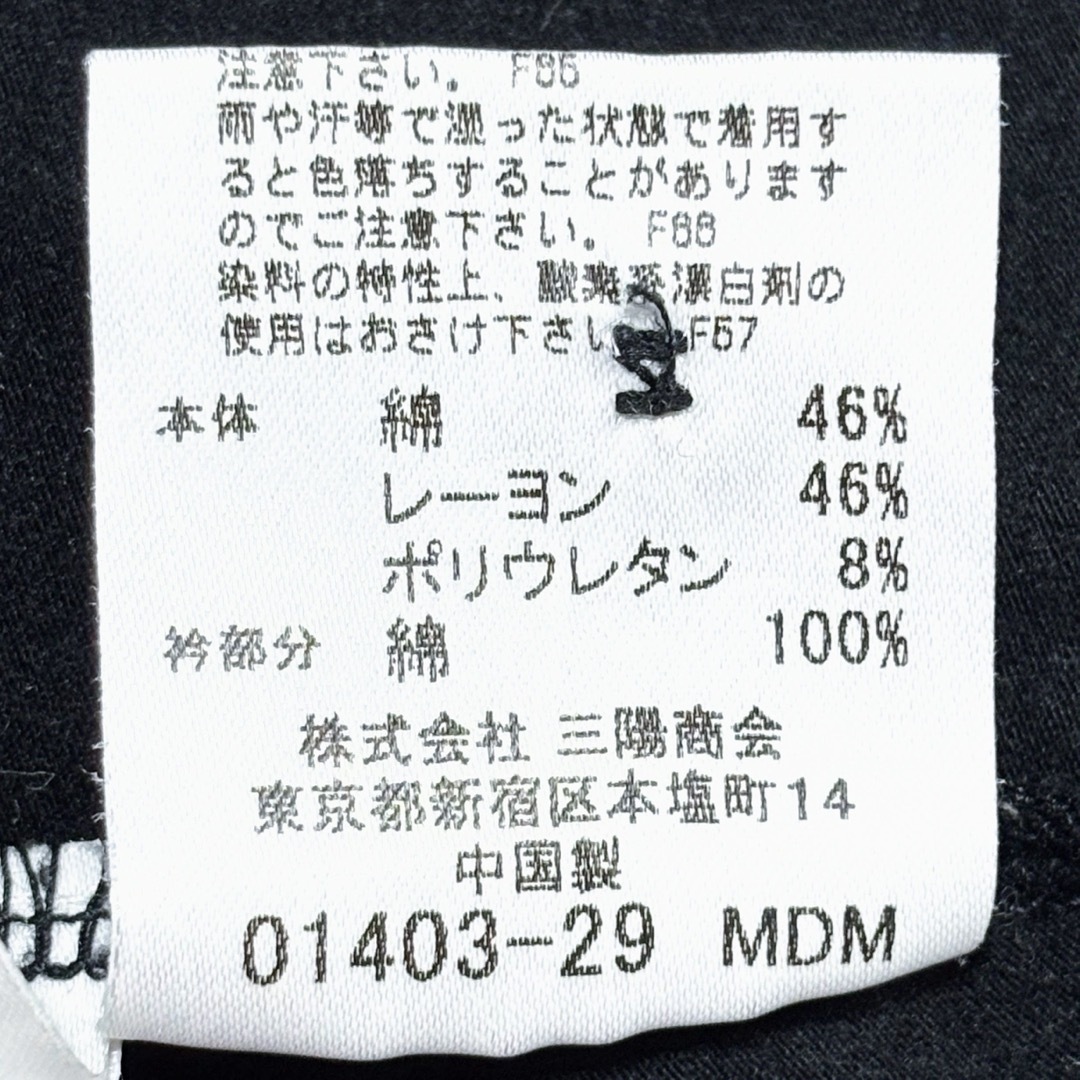 注意下さい。 F86
雨や汗等で湿った状態で着用す
ると色落ちすることがあります
のでご注意下さい。 F88
染料の特性上、酸素系漂白剤の
使用はおさけ下さい F57
本体 綿 46%
レーヨン 46%
ポリウレタン 8%
衿部分 綿 100%
株式会社 三陽商会
東京都新宿区本塩町14
中国製
01403-29 MDM